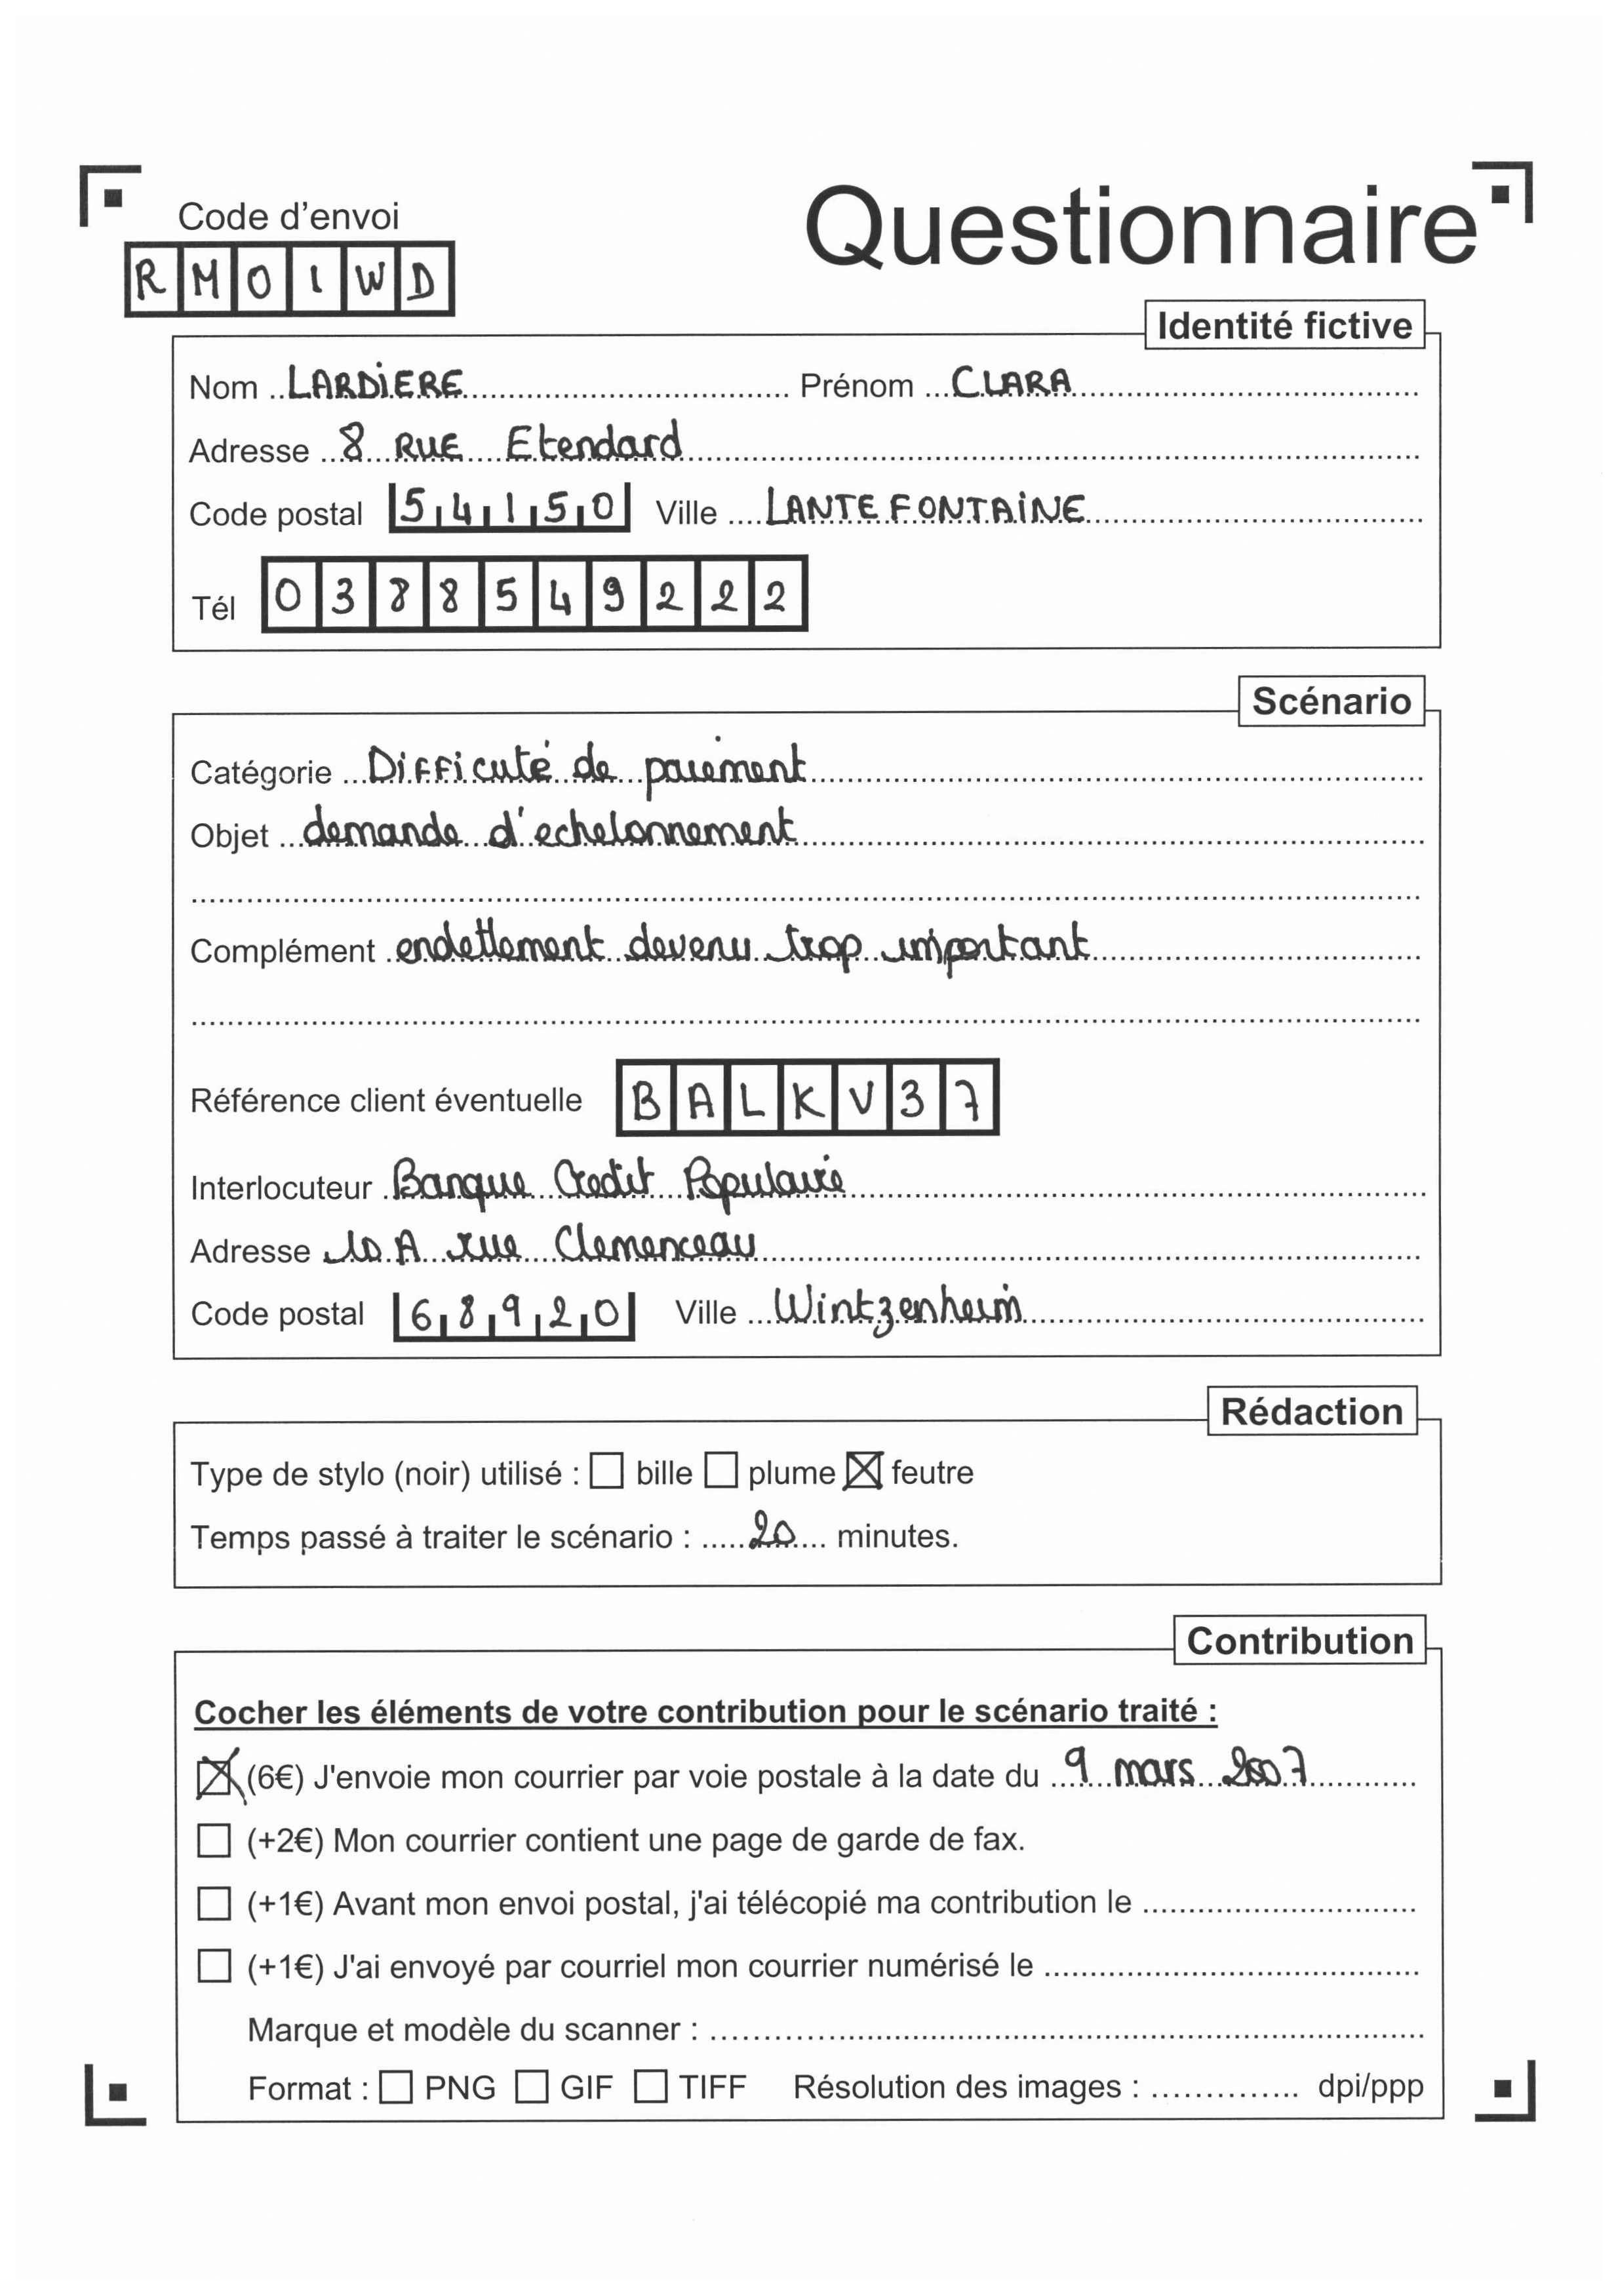 Code d'envoi
Questionnaire
RMOIWD
Identité fictive
Nom LARDIERE Prénom CLARA
Adresse 8 RUE Etendard
Code postal 54150 Ville LANTEFONTAINE
Tél 0388549222
Scénario
Catégorie Difficuté de paiement
Objet demande d'echelonnement
Complément endettement devenu trop important
Référence client éventuelle BALKV37
Interlocuteur Banque Credit Populaire
Adresse 10 A rue Clemenceau
Code postal 68920 Ville Wintzenheim
Rédaction
Type de stylo (noir) utilisé : ☐ bille ☐ plume ☒ feutre
Temps passé à traiter le scénario : 20 minutes.
Contribution
Cocher les éléments de votre contribution pour le scénario traité :
☒ (6€) J'envoie mon courrier par voie postale à la date du 9 mars 2007
☐ (+2€) Mon courrier contient une page de garde de fax.
☐ (+1€) Avant mon envoi postal, j'ai télécopié ma contribution le
☐ (+1€) J'ai envoyé par courriel mon courrier numérisé le
Marque et modèle du scanner :
Format : ☐ PNG ☐ GIF ☐ TIFF Résolution des images : dpi/ppp